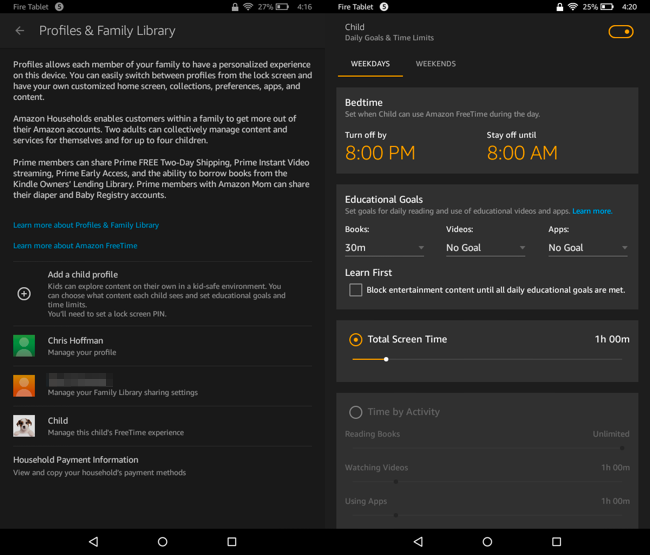 Fire Tablet 5 27% 4:16
Profiles & Family Library
Profiles allows each member of your family to have a personalized experience
on this device. You can easily switch between profiles from the lock screen and
have your own customized home screen, collections, preferences, apps, and
content.
Amazon Households enables customers within a family to get more out of
their Amazon accounts. Two adults can collectively manage content and
services for themselves and for up to four children.
Prime members can share Prime FREE Two-Day Shipping, Prime Instant Video
streaming, Prime Early Access, and the ability to borrow books from the
Kindle Owners' Lending Library. Prime members with Amazon Mom can share
their diaper and Baby Registry accounts.
Learn more about Profiles & Family Library
Learn more about Amazon FreeTime
Add a child profile
Kids can explore content on their own in a kid-safe environment. You
can choose what content each child sees and set educational goals and
time limits.
You'll need to set a lock screen PIN.
Chris Hoffman
Manage your profile
Manage your Family Library sharing settings
Child
Manage this child's FreeTime experience
Household Payment Information
View and copy your household's payment methods
Fire Tablet 5 25% 4:20
Child
Daily Goals & Time Limits
WEEKDAYS WEEKENDS
Bedtime
Set when Child can use Amazon FreeTime during the day.
Turn off by Stay off until
8:00 PM 8:00 AM
Educational Goals
Set goals for daily reading and use of educational videos and apps. Learn more.
Books: Videos: Apps:
30m No Goal No Goal
Learn First
Block entertainment content until all daily educational goals are met.
Total Screen Time 1h 00m
Time by Activity
Reading Books Unlimited
Watching Videos 1h 00m
Using Apps 1h 00m